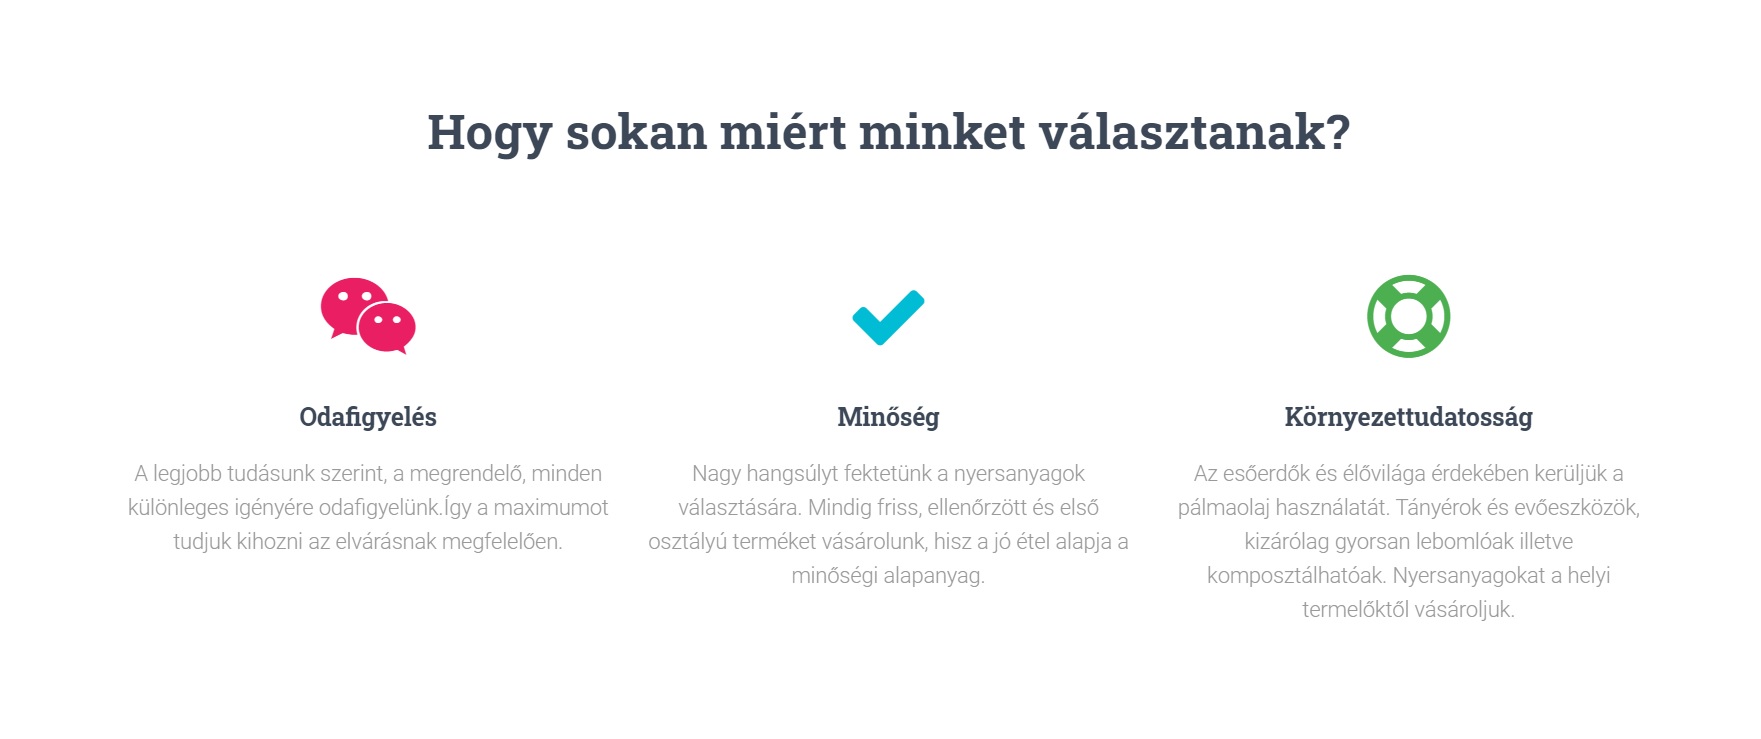 Hogy sokan miért minket választanak?
Odafigyelés
A legjobb tudásunk szerint, a megrendelő, minden
különleges igényére odafigyelünk.Így a maximumot
tudjuk kihozni az elvárásnak megfelelően.
Minőség
Nagy hangsúlyt fektetünk a nyersanyagok
választására. Mindig friss, ellenőrzött és első
osztályú terméket vásárolunk, hisz a jó étel alapja a
minőségi alapanyag.
Környezettudatosság
Az esőerdők és élővilága érdekében kerüljük a
pálmaolaj használatát. Tányérok és evőeszközök,
kizárólag gyorsan lebomlóak illetve
komposztálhatóak. Nyersanyagokat a helyi
termelőktől vásároljuk.